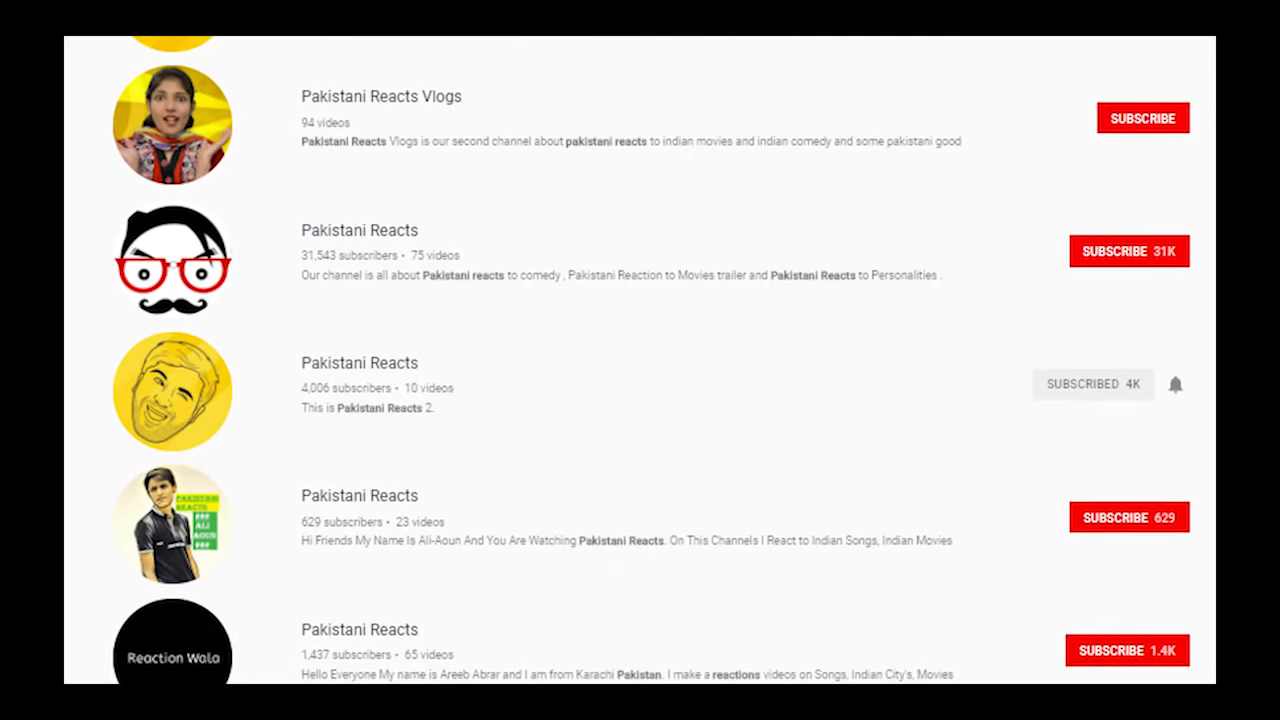 Pakistani Reacts Vlogs
94 videos
Pakistani Reacts Vlogs is our second channel about pakistani reacts to indian movies and indian comedy and some pakistani good
SUBSCRIBE
Pakistani Reacts
31,543 subscribers • 75 videos
Our channel is all about Pakistani reacts to comedy , Pakistani Reaction to Movies trailer and Pakistani Reacts to Personalities .
SUBSCRIBE 31K
Pakistani Reacts
4,006 subscribers • 10 videos
This is Pakistani Reacts 2.
SUBSCRIBED 4K
PAKISTANI
REACTS
###
ALI
AOUN
###
Pakistani Reacts
629 subscribers • 23 videos
Hi Friends My Name Is Ali-Aoun And You Are Watching Pakistani Reacts. On This Channels I React to Indian Songs, Indian Movies
SUBSCRIBE 629
Reaction Wala
Pakistani Reacts
1,437 subscribers • 65 videos
Hello Everyone My name is Areeb Abrar and I am from Karachi Pakistan. I make a reactions videos on Songs, Indian City's, Movies
SUBSCRIBE 1.4K